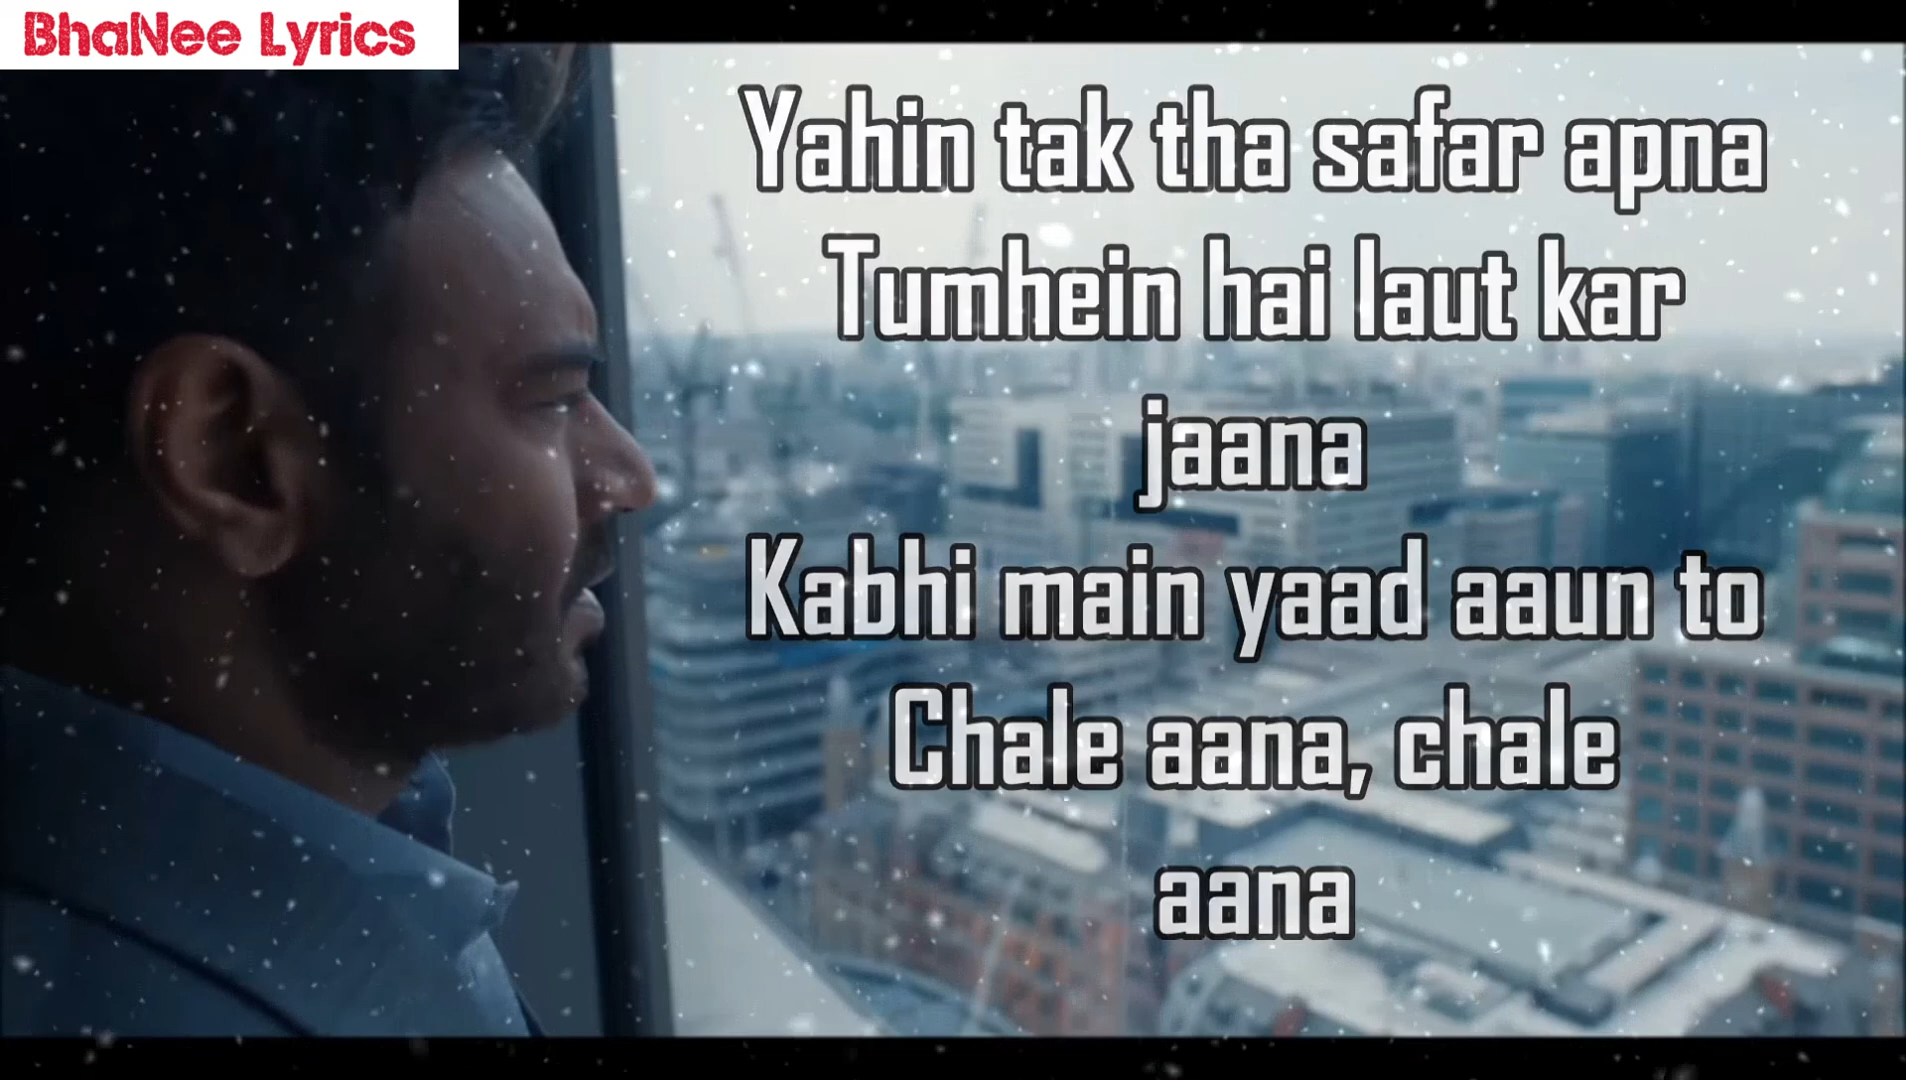 BhaNee Lyrics
Yahin tak tha safar apna
Tumhein hai laut kar
jaana
Kabhi main yaad aaun to
Chale aana, chale
aana